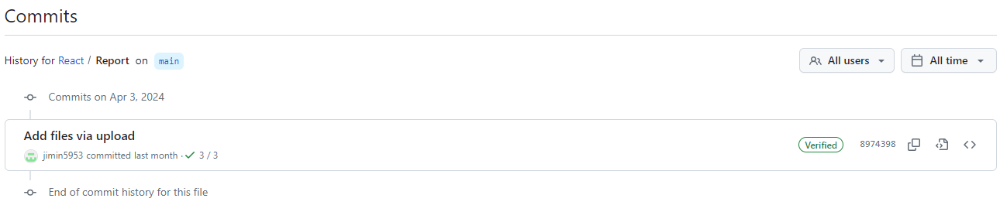 Commits
History for React / Report on main
All users
All time
Commits on Apr 3, 2024
Add files via upload
jimin5953 committed last month · 3 / 3
Verified
8974398
End of commit history for this file